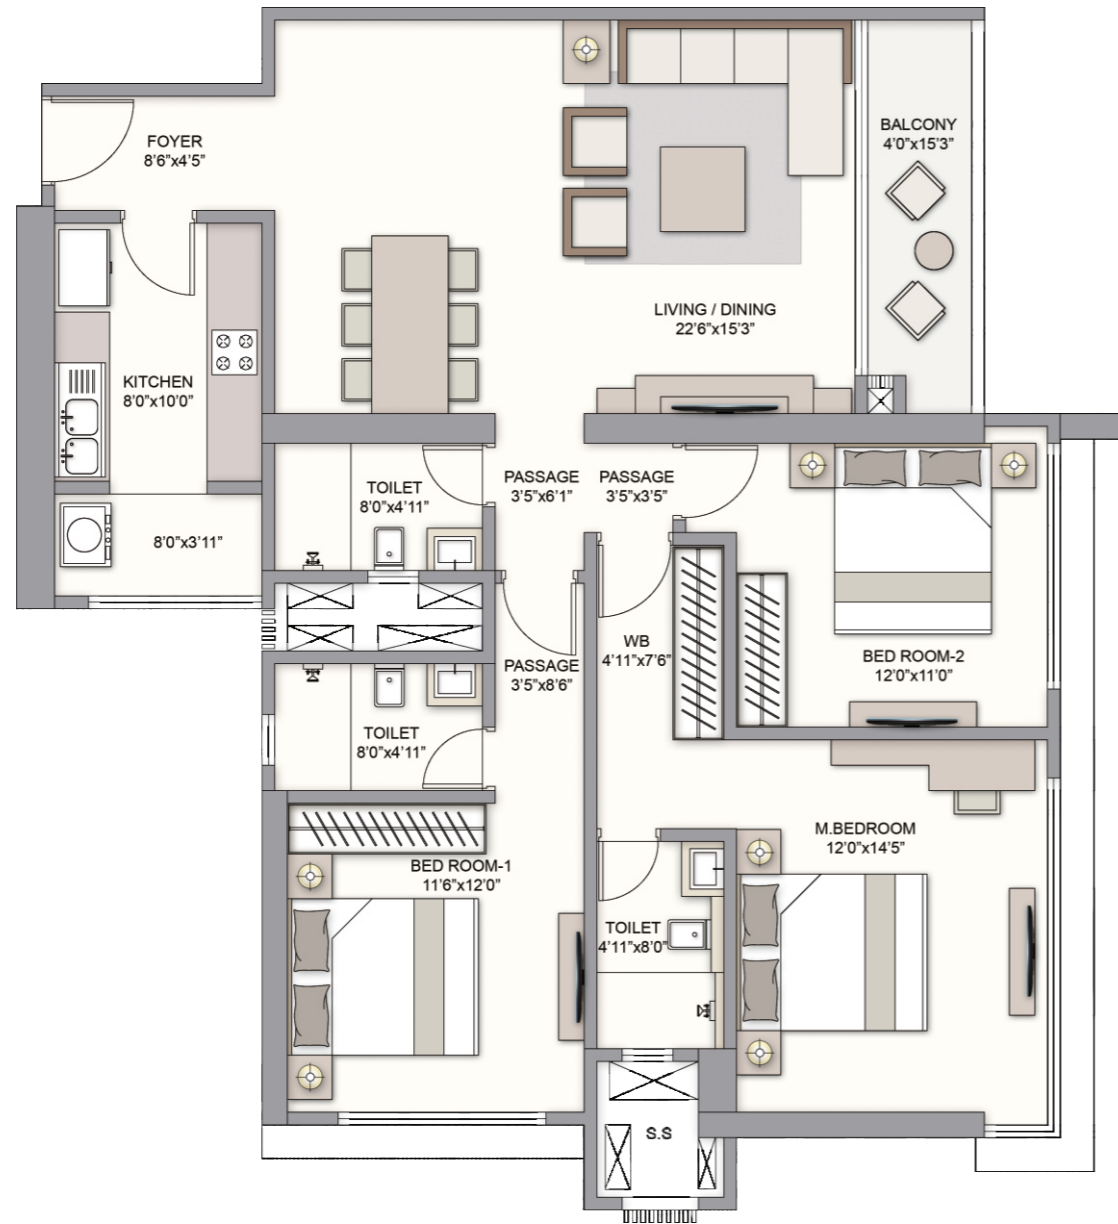 FOYER
8'6"x4'5"
BALCONY
4'0"x15'3"
LIVING / DINING
22'6"x15'3"
KITCHEN
8'0"x10'0"
TOILET
8'0"x4'11"
PASSAGE
3'5"x6'1"
PASSAGE
3'5"x3'5"
8'0"x3'11"
WB
4'11"x7'6"
BED ROOM-2
12'0"x11'0"
PASSAGE
3'5"x8'6"
TOILET
8'0"x4'11"
M.BEDROOM
12'0"x14'5"
BED ROOM-1
11'6"x12'0"
TOILET
4'11"x8'0"
S.S